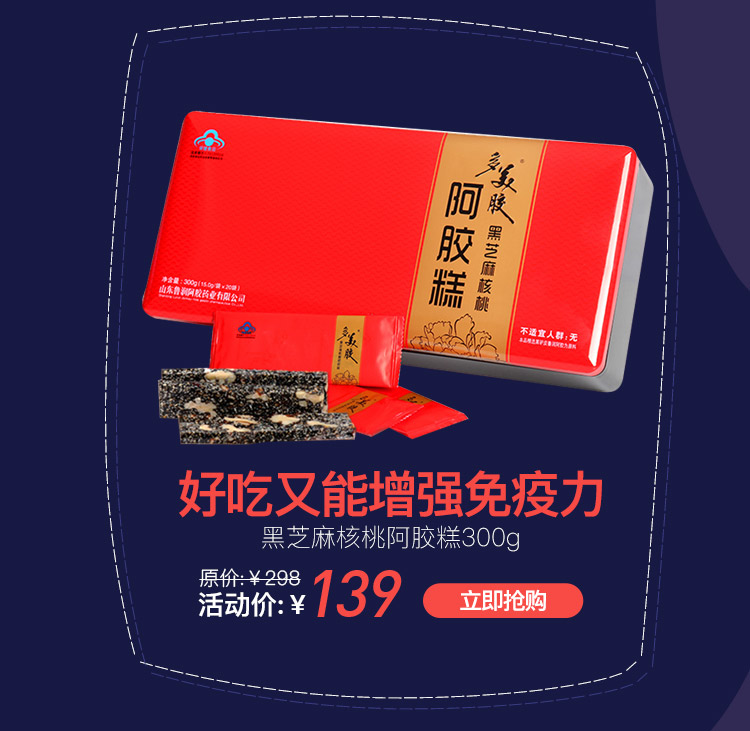 多美胶
黑芝麻核桃
阿胶糕
净含量：300g（15.0g/袋×20袋）
山东鲁润阿胶药业有限公司
不适宜人群：无
多美胶
好吃又能增强免疫力
黑芝麻核桃阿胶糕300g
原价:￥298
活动价:￥139
立即抢购